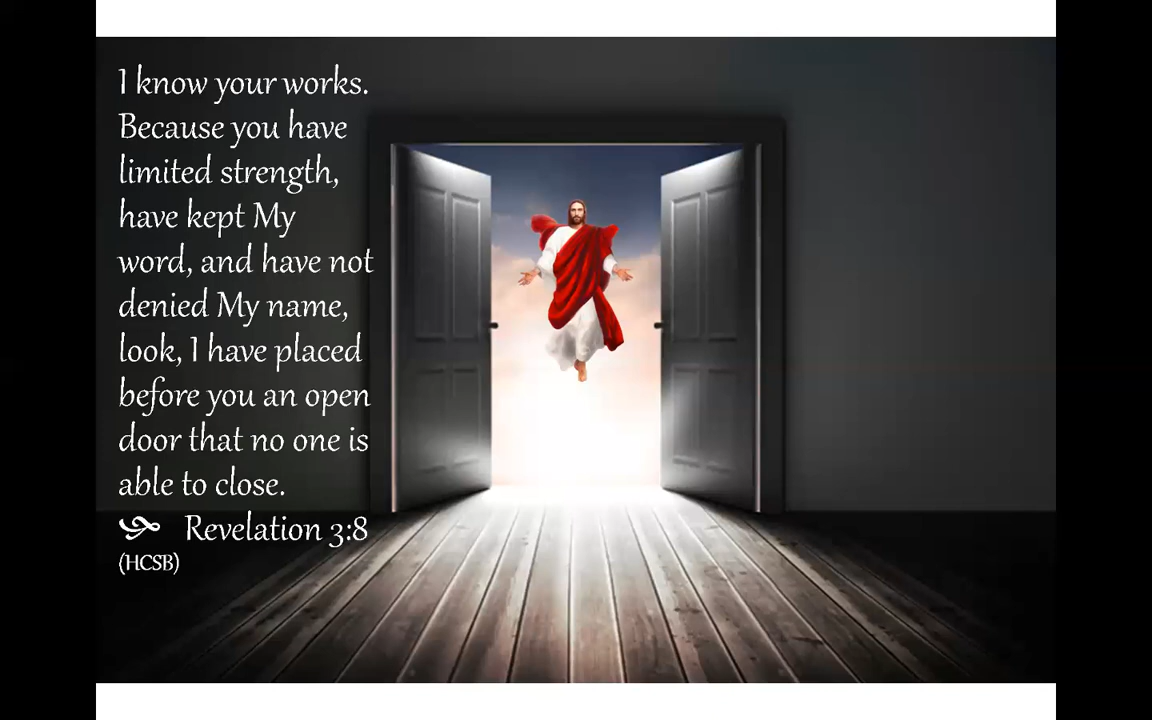 I know your works.
Because you have
limited strength,
have kept My
word, and have not
denied My name,
look, I have placed
before you an open
door that no one is
able to close.
Revelation 3:8
(HCSB)